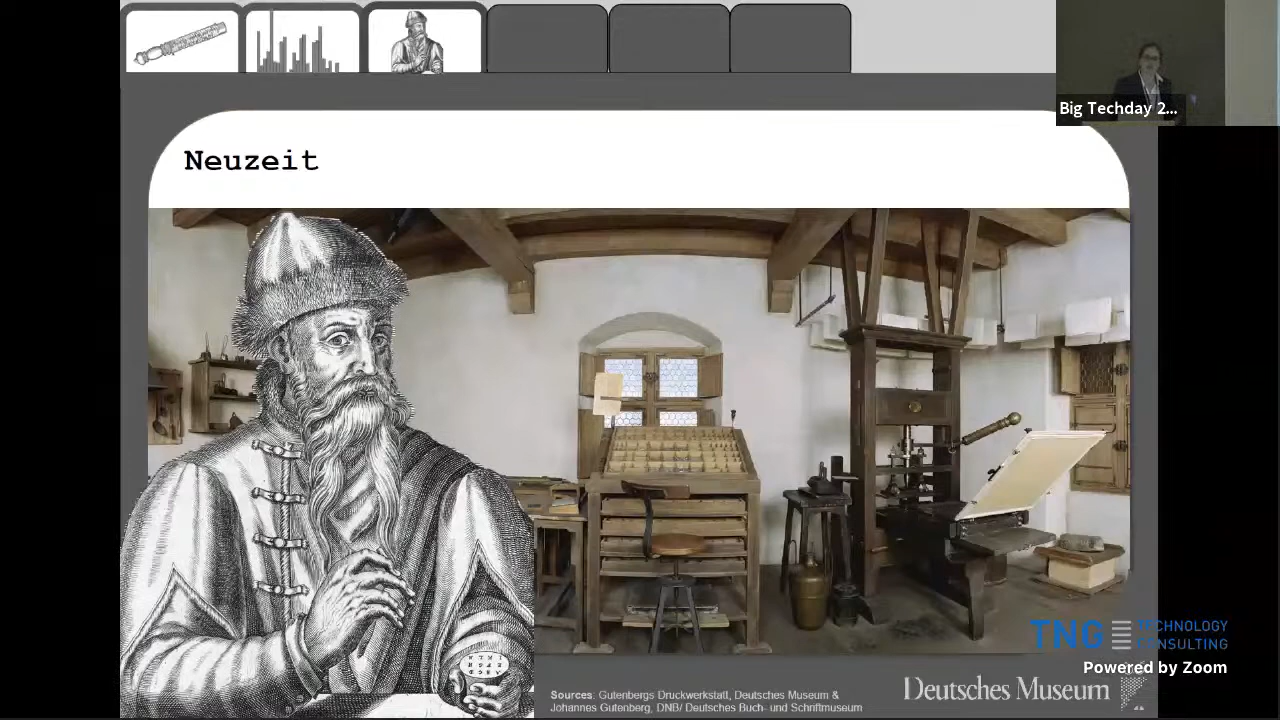 Big Techday 2...
Neuzeit
TNG TECHNOLOGY
CONSULTING
Powered by Zoom
Sources: Gutenbergs Druckwerkstatt, Deutsches Museum &
Johannes Gutenberg, DNB/ Deutsches Buch- und Schriftmuseum
Deutsches Museum